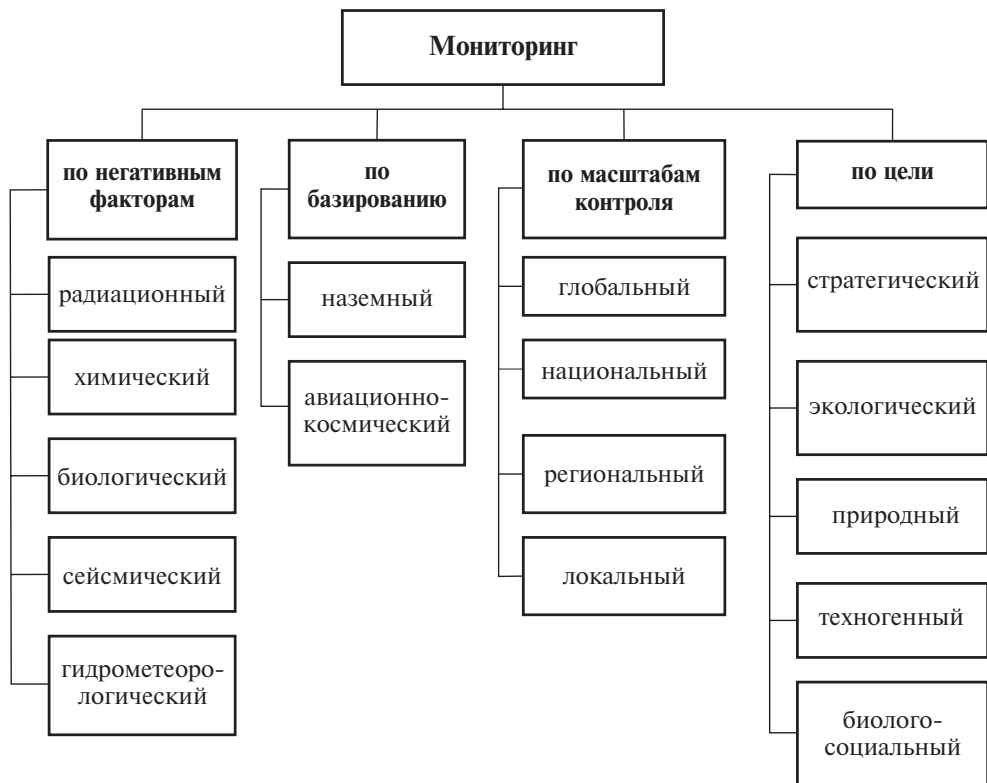 Мониторинг
по негативным
факторам
радиационный
химический
биологический
сейсмический
гидрометеоро-
логический
по
базированию
наземный
авиационно-
космический
по масштабам
контроля
глобальный
национальный
региональный
локальный
по цели
стратегический
экологический
природный
техногенный
биолого-
социальный